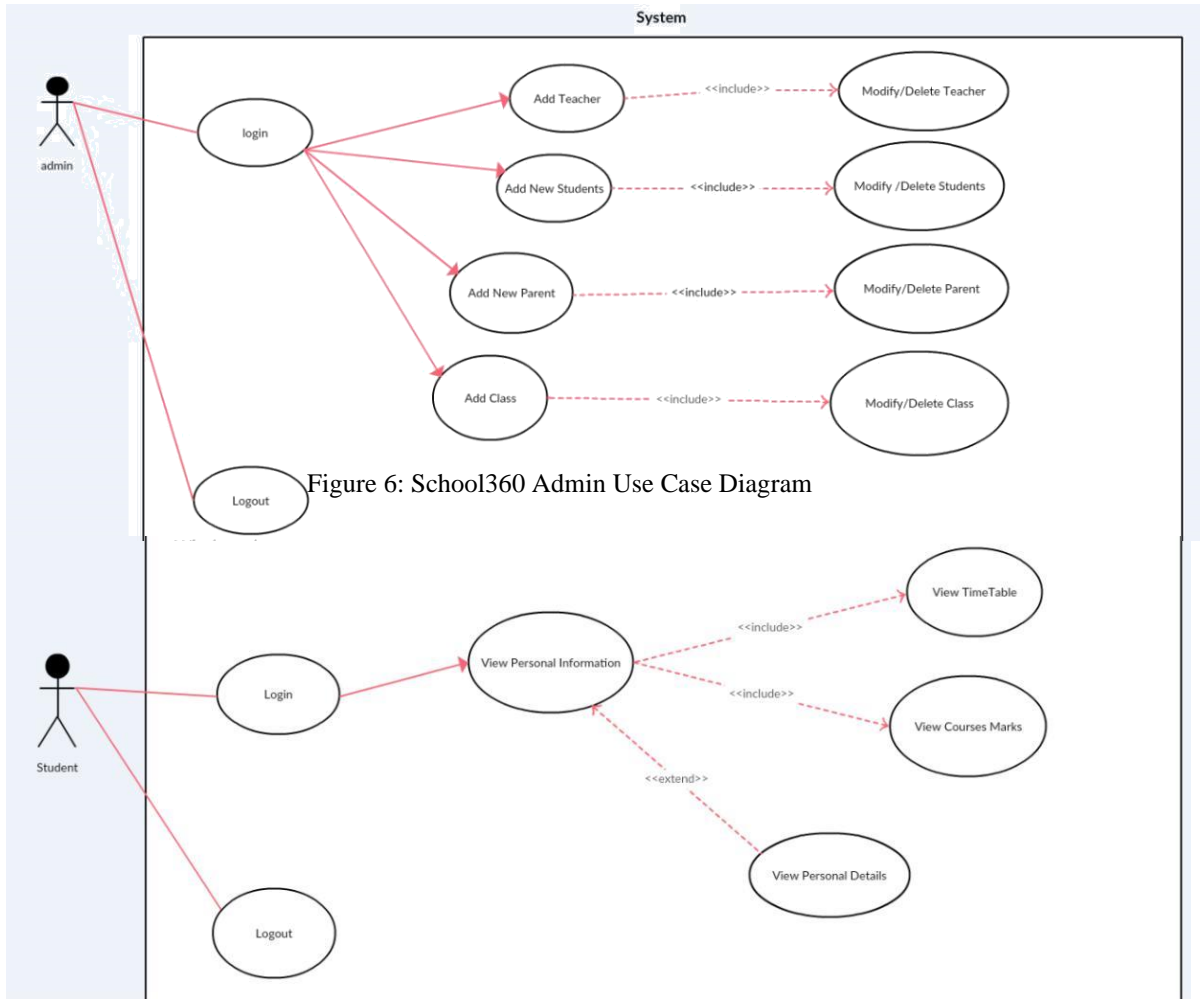 System
admin
login
Add Teacher
<<include>>
Modify/Delete Teacher
Add New Students
<<include>>
Modify /Delete Students
Add New Parent
<<include>>
Modify/Delete Parent
Add Class
<<include>>
Modify/Delete Class
Logout
Figure 6: School360 Admin Use Case Diagram
Student
Login
View Personal Information
<<include>>
View TimeTable
<<include>>
View Courses Marks
<<extend>>
View Personal Details
Logout